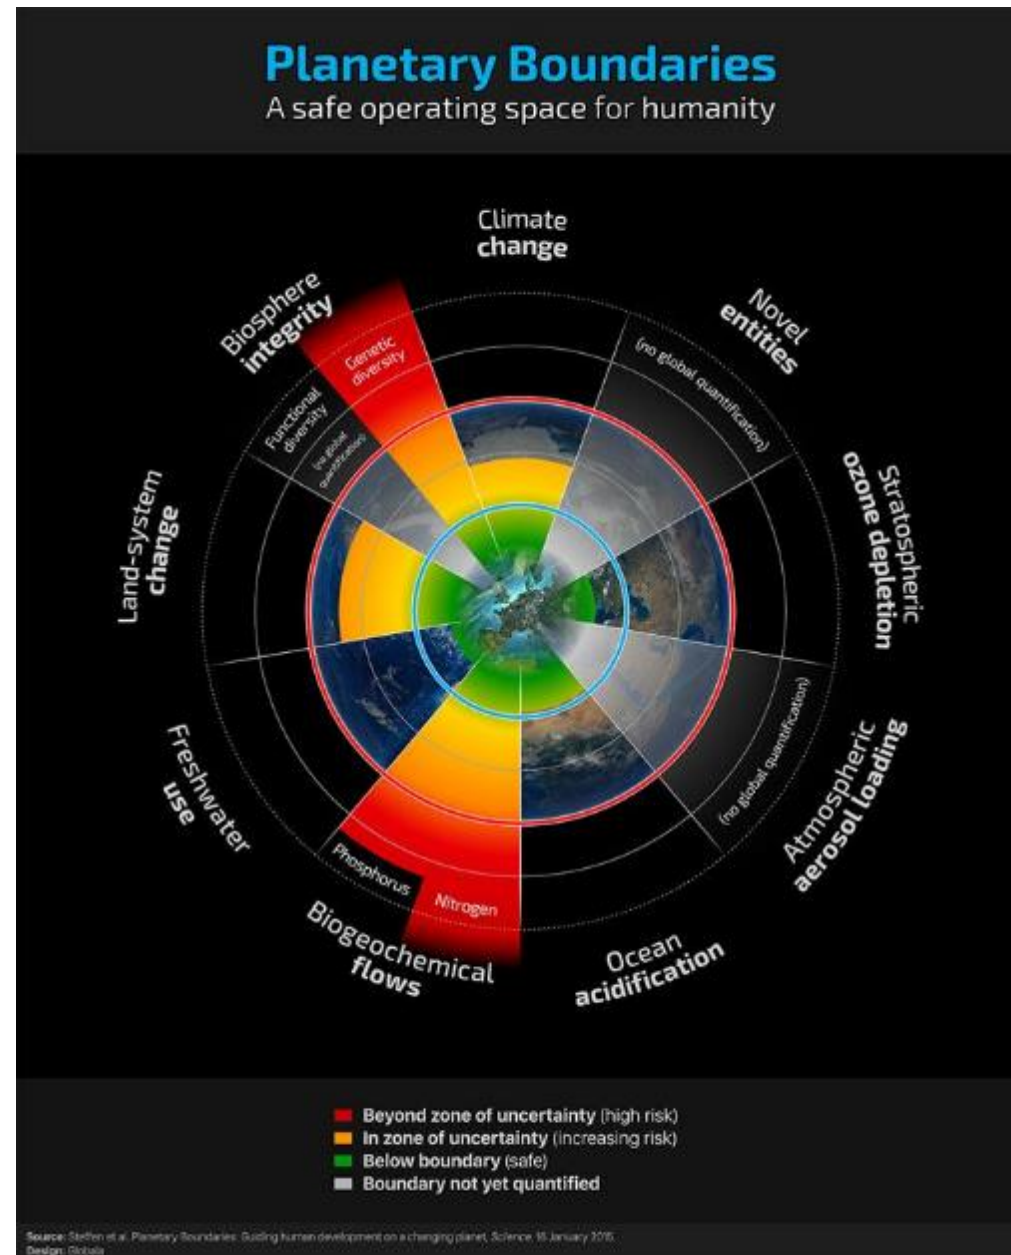 Planetary Boundaries
A safe operating space for humanity
Climate
change
Novel
entities
(no global quantification)
Stratospheric
ozone depletion
Atmospheric
aerosol loading
(no global quantification)
Ocean
acidification
Biogeochemical
flows
Phosphorus
Nitrogen
Freshwater
use
Land-system
change
Biosphere
integrity
Genetic
diversity
Functional
diversity
(no global
quantification)
Beyond zone of uncertainty (high risk)
In zone of uncertainty (increasing risk)
Below boundary (safe)
Boundary not yet quantified
Source: Steffen et al. Planetary Boundaries: Guiding human development on a changing planet, Science, 16 January 2015.
Design: Globaïa